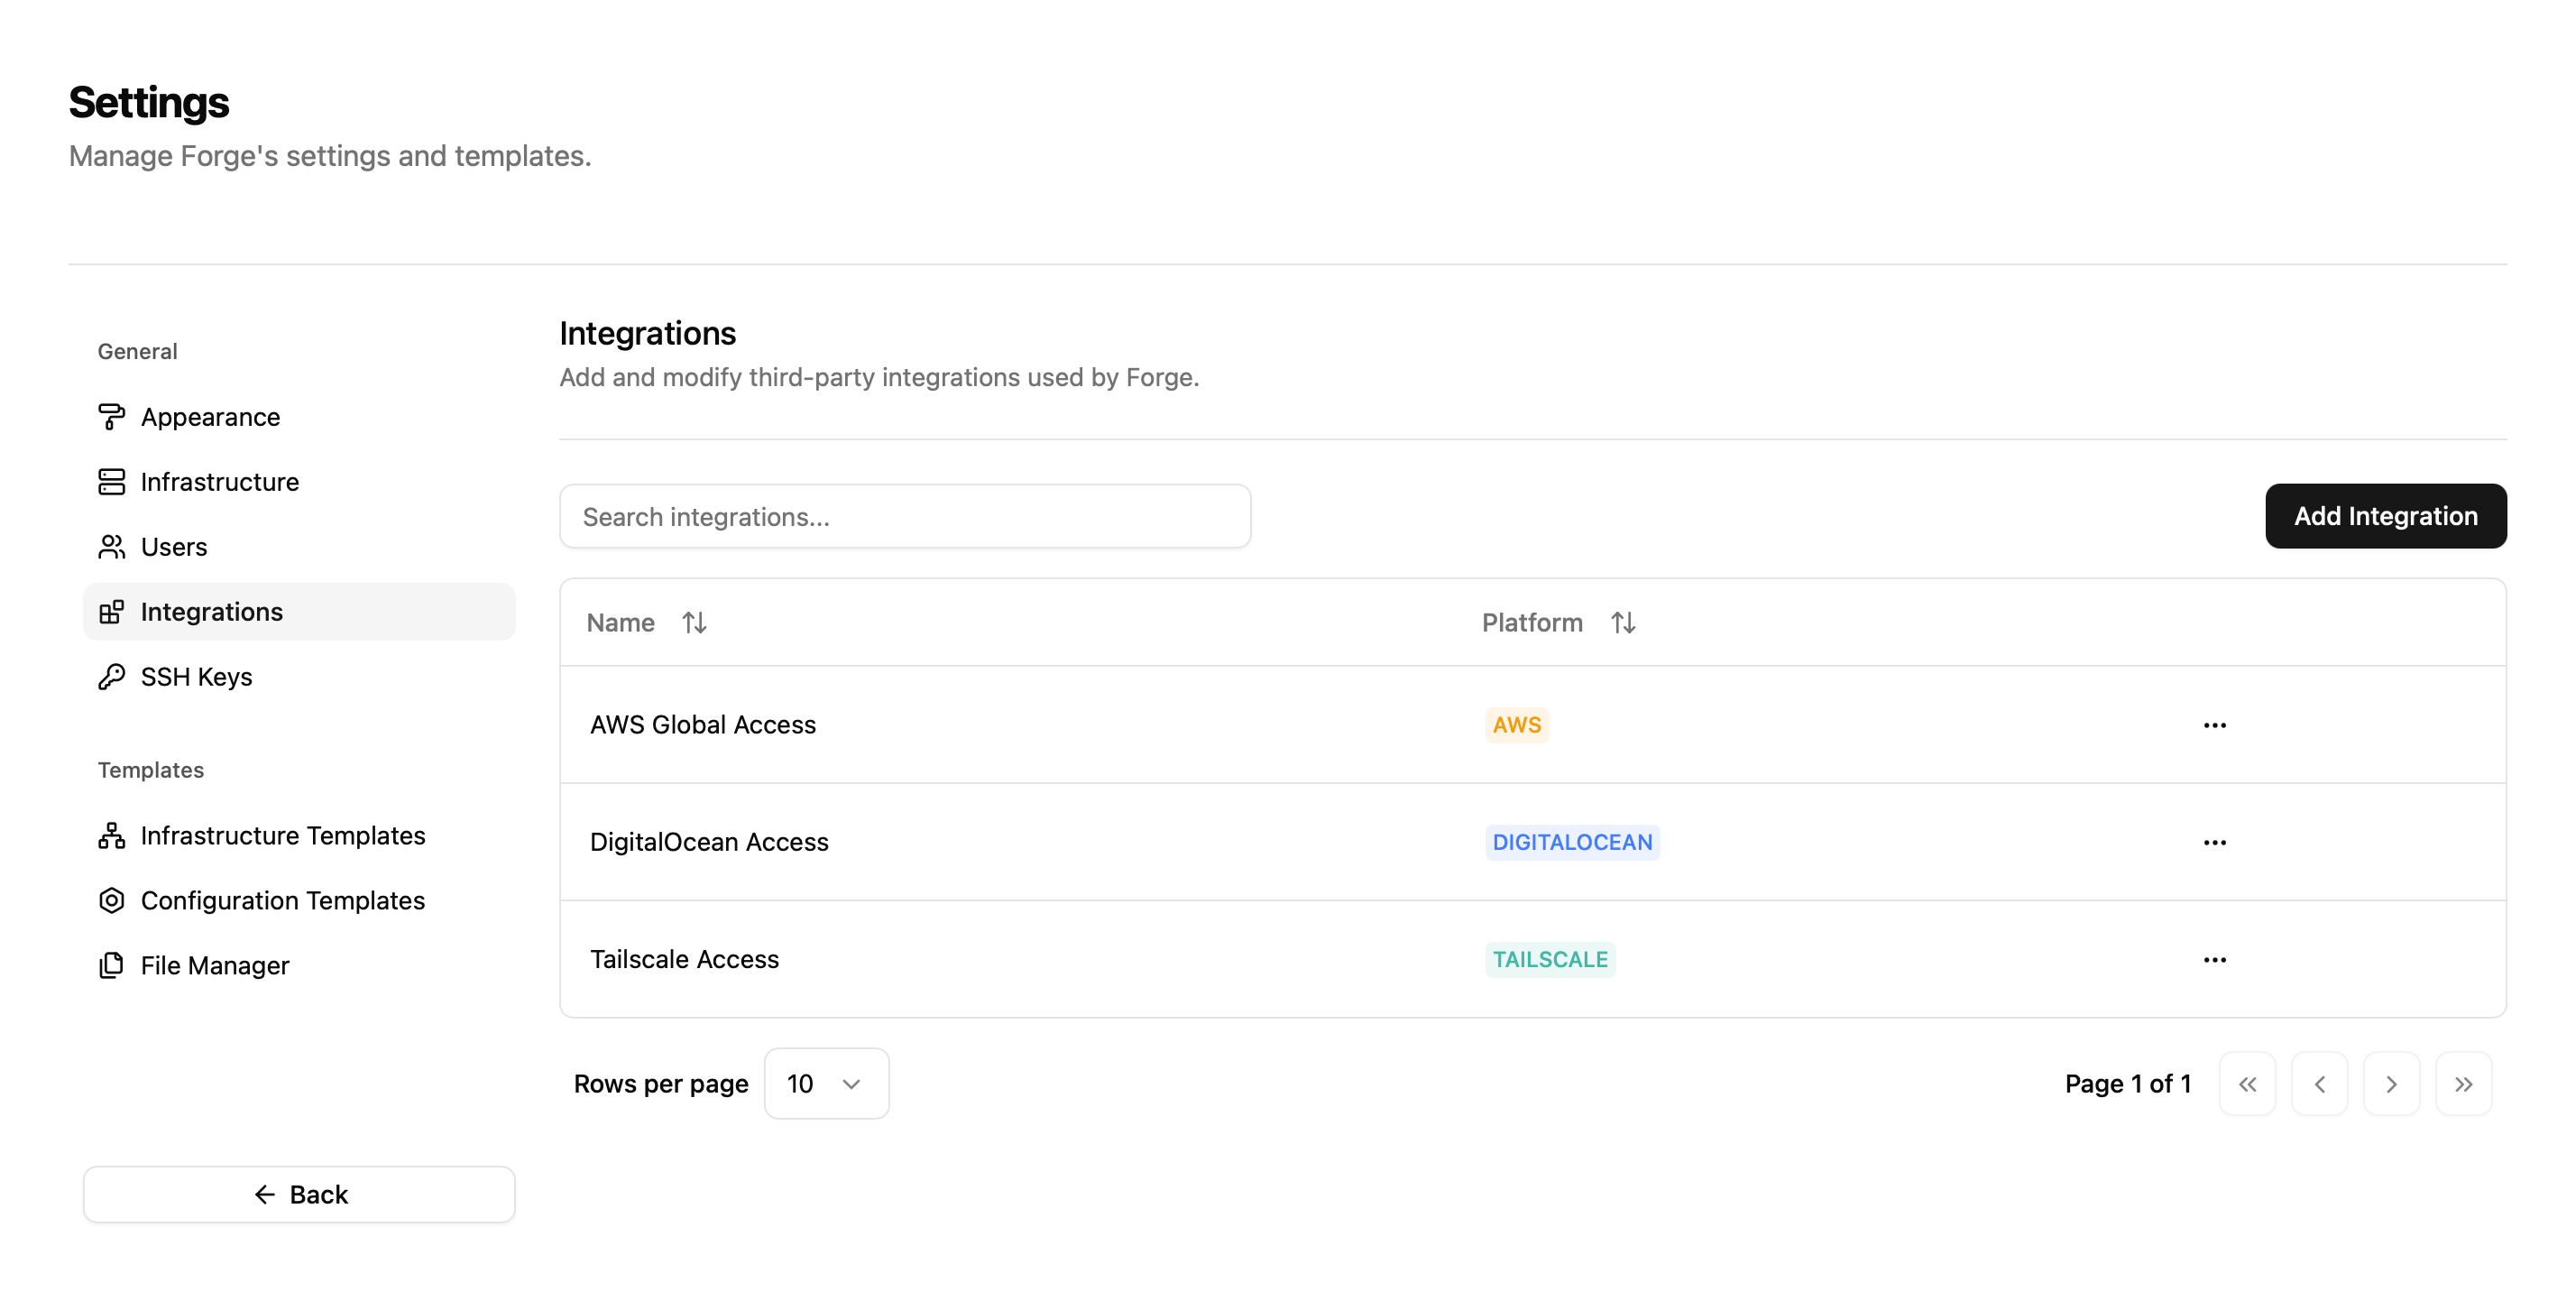 Settings
Manage Forge's settings and templates.
General
Appearance
Infrastructure
Users
Integrations
SSH Keys
Templates
Infrastructure Templates
Configuration Templates
File Manager
Back
Integrations
Add and modify third-party integrations used by Forge.
Search integrations...
Add Integration
Name Platform
AWS Global Access AWS
DigitalOcean Access DIGITALOCEAN
Tailscale Access TAILSCALE
Rows per page 10 Page 1 of 1